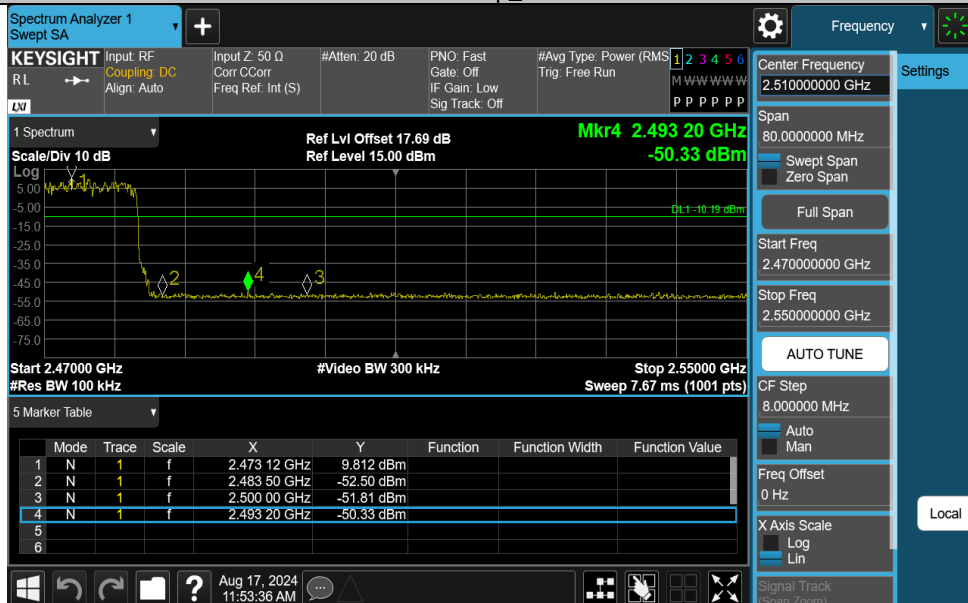 Spectrum Analyzer 1
Swept SA
Frequency
KEYSIGHT
RL
LXI
Input: RF
Coupling: DC
Align: Auto
Input Z: 50 Ω
Corr CCorr
Freq Ref: Int (S)
#Atten: 20 dB
PNO: Fast
Gate: Off
IF Gain: Low
Sig Track: Off
#Avg Type: Power (RMS
Trig: Free Run
1 2 3 4 5 6
M W W W W W
P P P P P P
1 Spectrum
Scale/Div 10 dB
Log
Ref Lvl Offset 17.69 dB
Ref Level 15.00 dBm
Mkr4 2.493 20 GHz
-50.33 dBm
5.00
-5.00
-15.0
-25.0
-35.0
-45.0
-55.0
-65.0
-75.0
DL1 -10.19 dBm
1
2
4
3
Start 2.47000 GHz
#Video BW 300 kHz
Stop 2.55000 GHz
#Res BW 100 kHz
Sweep 7.67 ms (1001 pts)
5 Marker Table
Mode Trace Scale X Y Function Function Width Function Value
1 N 1 f 2.473 12 GHz 9.812 dBm
2 N 1 f 2.483 50 GHz -52.50 dBm
3 N 1 f 2.500 00 GHz -51.81 dBm
4 N 1 f 2.493 20 GHz -50.33 dBm
5
6
?
Aug 17, 2024
11:53:36 AM
Center Frequency
2.510000000 GHz
Span
80.0000000 MHz
Swept Span
Zero Span
Full Span
Start Freq
2.470000000 GHz
Stop Freq
2.550000000 GHz
AUTO TUNE
CF Step
8.000000 MHz
Auto
Man
Freq Offset
0 Hz
X Axis Scale
Log
Lin
Signal Track
(Span Zoom)
Settings
Local